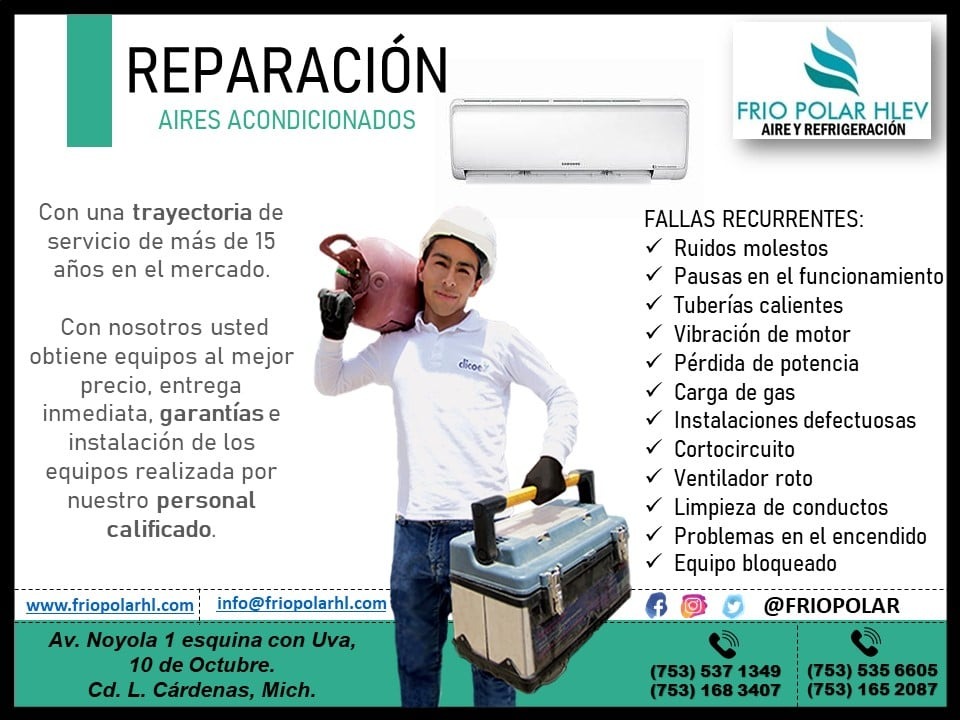 REPARACIÓN
AIRES ACONDICIONADOS
SAMSUNG
FRIO POLAR HLEV
AIRE Y REFRIGERACIÓN
Con una trayectoria de
servicio de más de 15
años en el mercado.
Con nosotros usted
obtiene equipos al mejor
precio, entrega
inmediata, garantías e
instalación de los
equipos realizada por
nuestro personal
calificado.
clicoe
FALLAS RECURRENTES:
✓ Ruidos molestos
✓ Pausas en el funcionamiento
✓ Tuberías calientes
✓ Vibración de motor
✓ Pérdida de potencia
✓ Carga de gas
✓ Instalaciones defectuosas
✓ Cortocircuito
✓ Ventilador roto
✓ Limpieza de conductos
✓ Problemas en el encendido
✓ Equipo bloqueado
www.friopolarhl.com
info@friopolarhl.com
@FRIOPOLAR
Av. Noyola 1 esquina con Uva,
10 de Octubre.
Cd. L. Cárdenas, Mich.
(753) 537 1349
(753) 168 3407
(753) 535 6605
(753) 165 2087